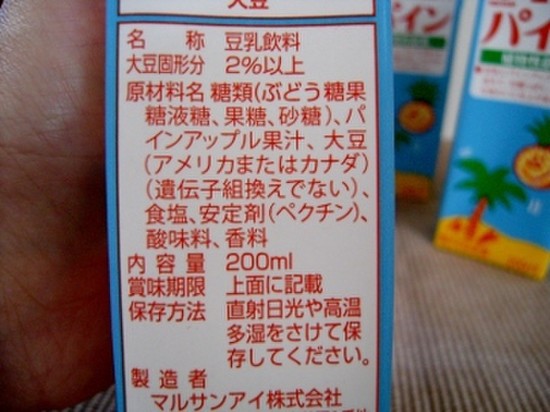 大豆
名称 豆乳飲料
大豆固形分 2%以上
原材料名 糖類(ぶどう糖果
糖液糖、果糖、砂糖)、パ
インアップル果汁、大豆
(アメリカまたはカナダ)
(遺伝子組換えでない)、
食塩、安定剤(ペクチン)、
酸味料、香料
内容量 200ml
賞味期限 上面に記載
保存方法 直射日光や高温
多湿をさけて保
存してください。
製造者
マルサンアイ株式会社
パイン
パイン